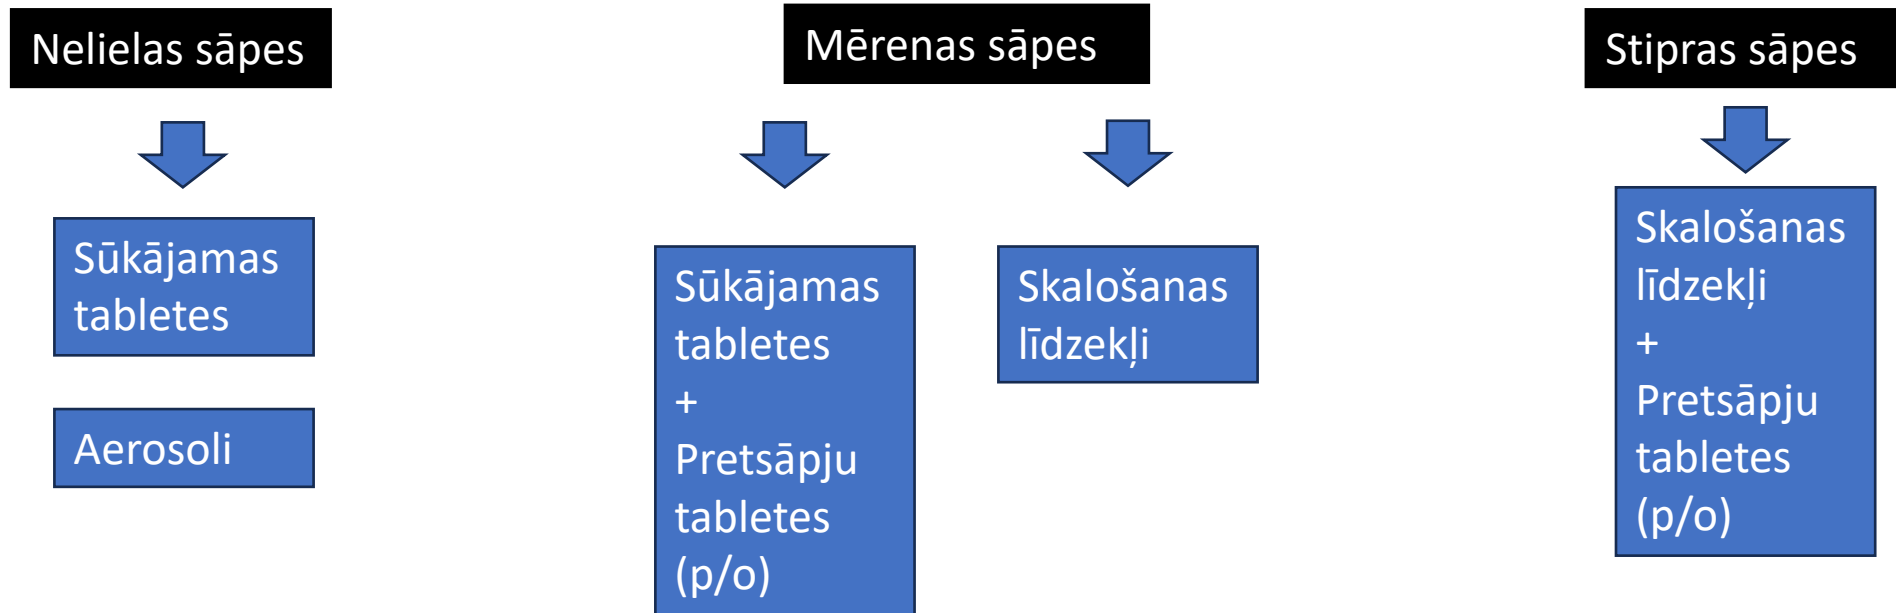 Nelielas sāpes
Mērenas sāpes
Stipras sāpes
Sūkājamas
tabletes
Aerosoli
Sūkājamas
tabletes
+
Pretsāpju
tabletes
(p/o)
Skalošanas
līdzekļi
Skalošanas
līdzekļi
+
Pretsāpju
tabletes
(p/o)